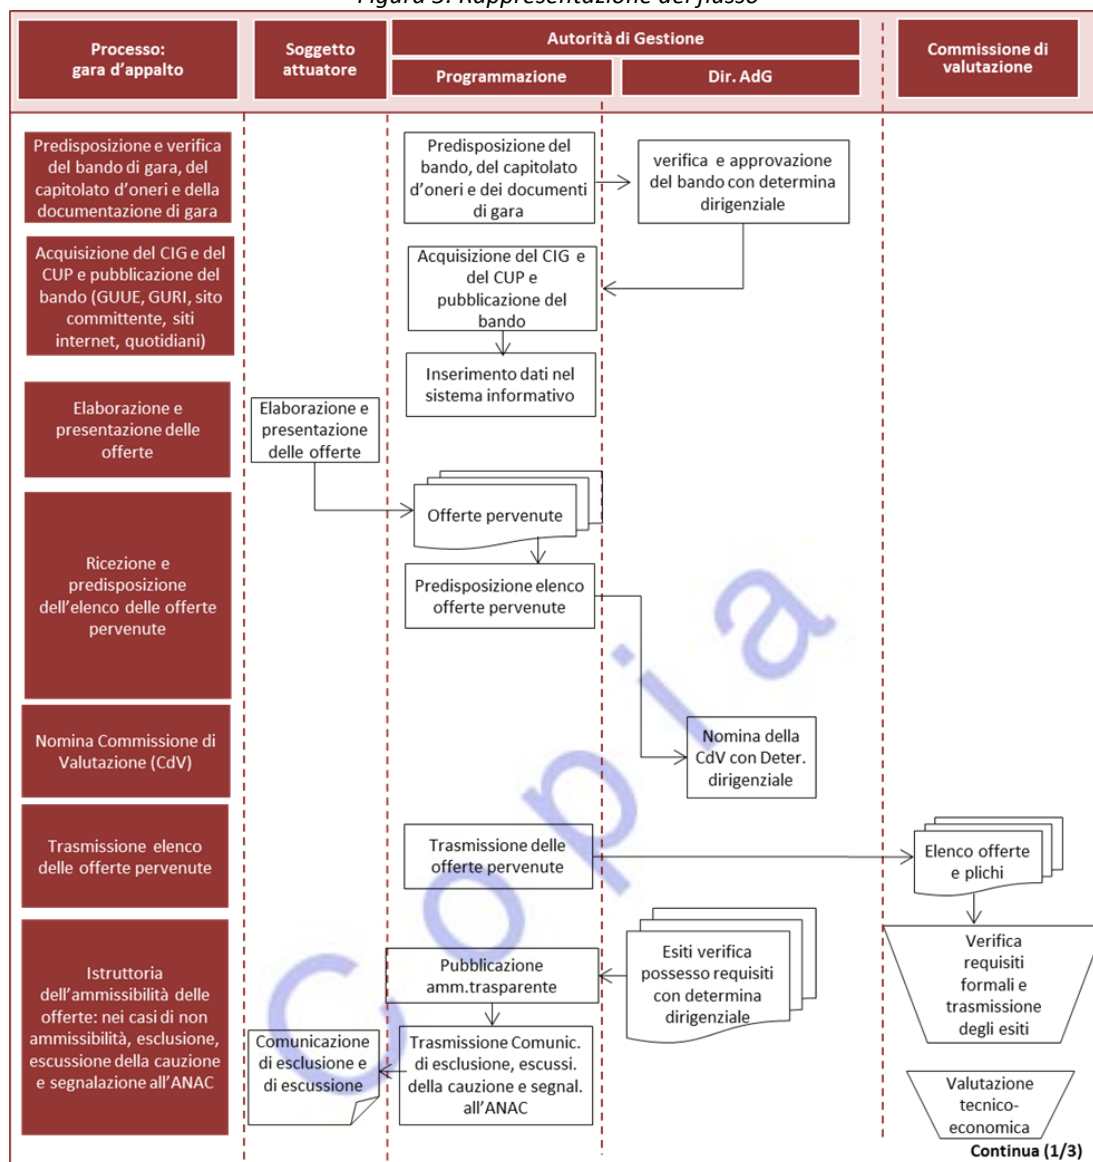 Figura 3: Rappresentazione del flusso
Processo:
gara d'appalto
Soggetto
attuatore
Autorità di Gestione
Programmazione
Dir. AdG
Commissione di
valutazione
Predisposizione e verifica
del bando di gara, del
capitolato d'oneri e della
documentazione di gara
Predisposizione del
bando, del capitolato
d'oneri e dei documenti
di gara
verifica e approvazione
del bando con determina
dirigenziale
Acquisizione del CIG e del
CUP e pubblicazione del
bando (GUUE, GURI, sito
committente, siti
internet, quotidiani)
Acquisizione del CIG e
del CUP e
pubblicazione del
bando
Inserimento dati nel
sistema informativo
Elaborazione e
presentazione delle
offerte
Elaborazione e
presentazione
delle offerte
Offerte pervenute
Ricezione e
predisposizione
dell'elenco delle offerte
pervenute
Predisposizione elenco
offerte pervenute
Nomina Commissione di
Valutazione (CdV)
Nomina della
CdV con Deter.
dirigenziale
Trasmissione elenco
delle offerte pervenute
Trasmissione delle
offerte pervenute
Elenco offerte
e plichi
Istruttoria
dell'ammissibilità delle
offerte: nei casi di non
ammissibilità, esclusione,
escussione della cauzione
e segnalazione all'ANAC
Pubblicazione
amm.trasparente
Esiti verifica
possesso requisiti
con determina
dirigenziale
Verifica
requisiti
formali e
trasmissione
degli esiti
Comunicazione
di esclusione e
di escussione
Trasmissione Comunic.
di esclusione, escussi.
della cauzione e segnal.
all'ANAC
Valutazione
tecnico-
economica
Continua (1/3)
Copia